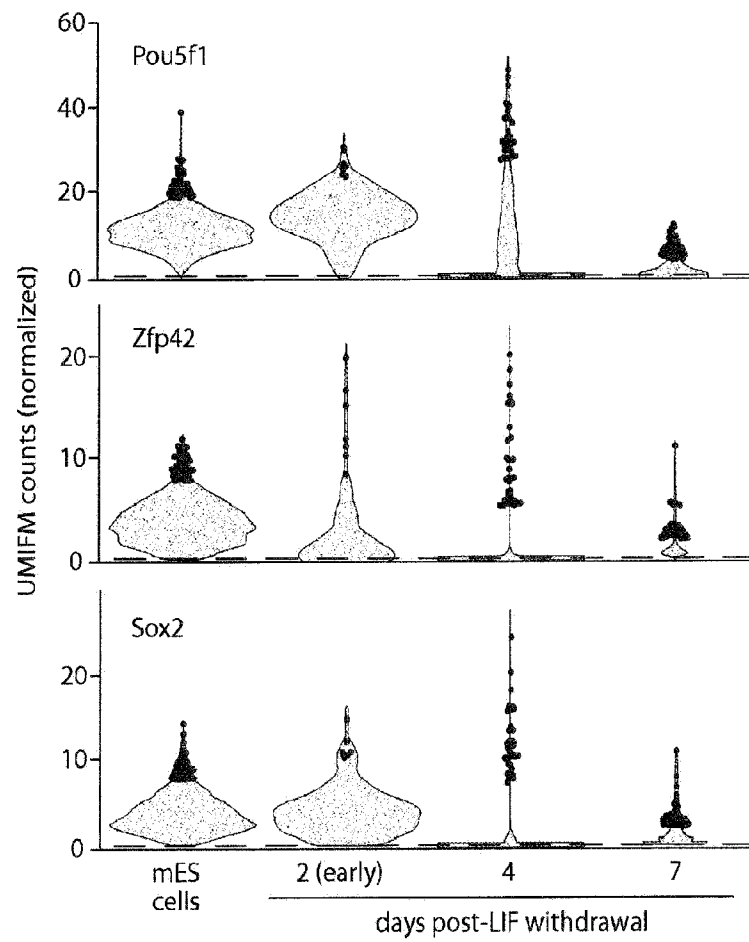 UMIFM counts (normalized)
60
Pou5f1
40
20
0
Zfp42
20
10
0
Sox2
20
10
0
mES cells
2 (early)
4
7
days post-LIF withdrawal